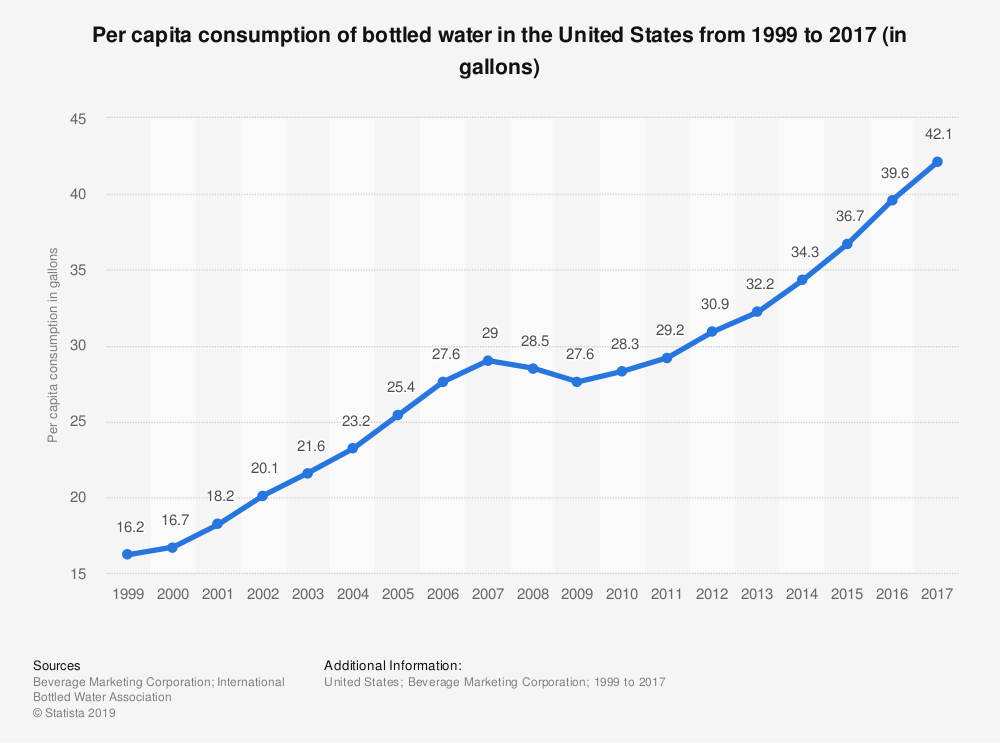 Per capita consumption of bottled water in the United States from 1999 to 2017 (in
gallons)
Per capita consumption in gallons
45
40
35
30
25
20
15
16.2
16.7
18.2
20.1
21.6
23.2
25.4
27.6
29
28.5
27.6
28.3
29.2
30.9
32.2
34.3
36.7
39.6
42.1
1999 2000 2001 2002 2003 2004 2005 2006 2007 2008 2009 2010 2011 2012 2013 2014 2015 2016 2017
Sources
Beverage Marketing Corporation; International
Bottled Water Association
© Statista 2019
Additional Information:
United States; Beverage Marketing Corporation; 1999 to 2017